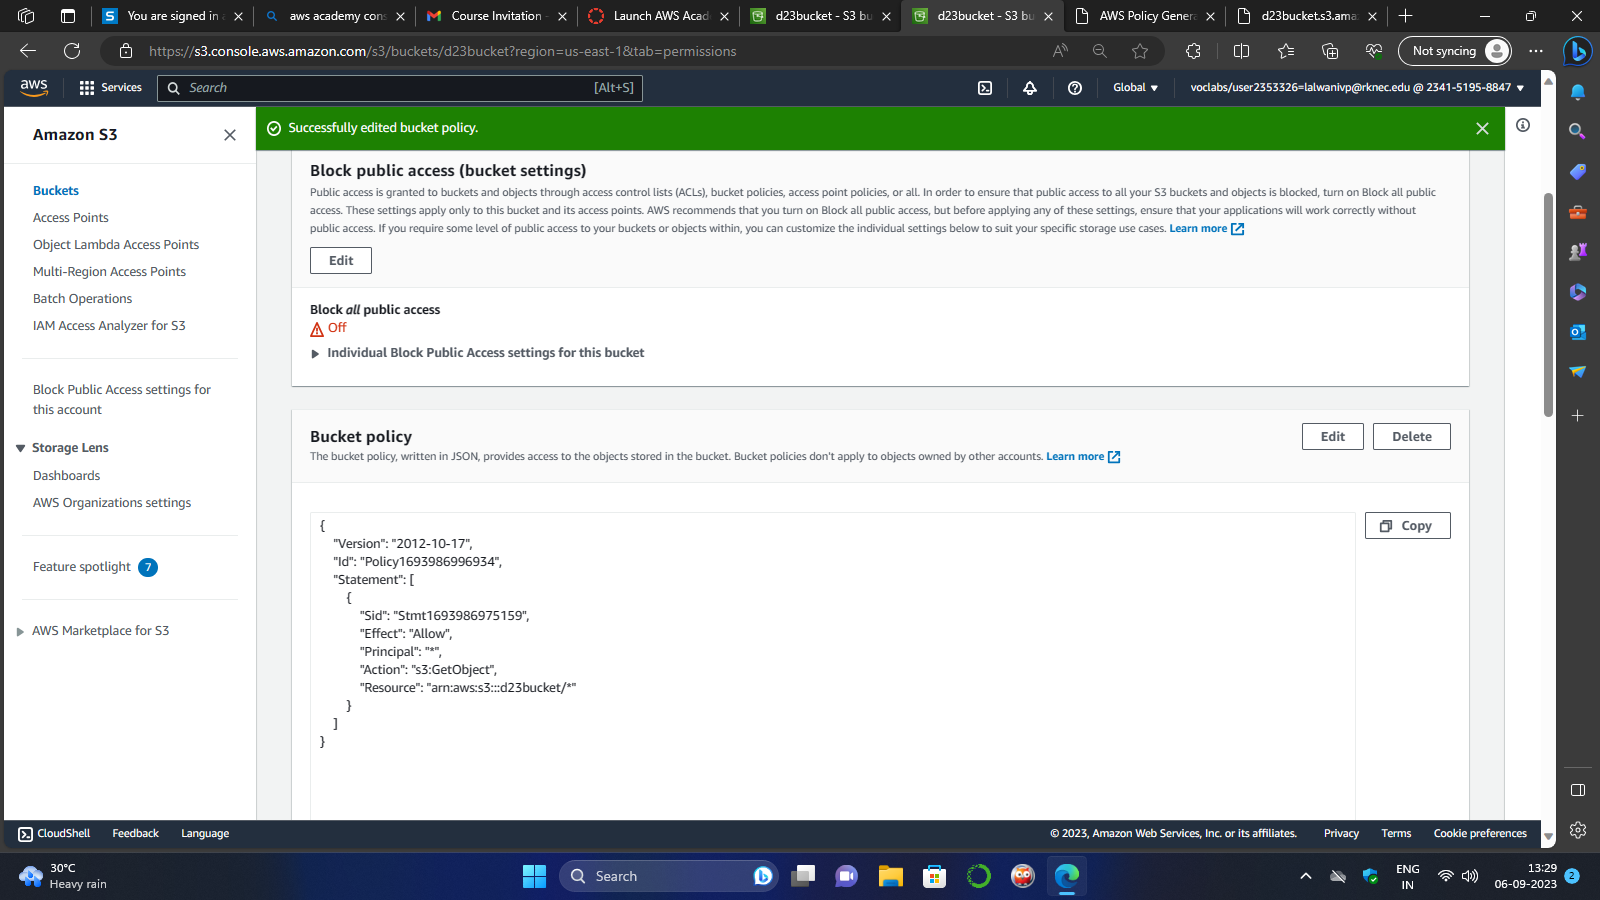 You are signed in a
aws academy cons
Course Invitation -
Launch AWS Acad
d23bucket - S3 bu
d23bucket - S3 bu
AWS Policy Genera
d23bucket.s3.amaz
https://s3.console.aws.amazon.com/s3/buckets/d23bucket?region=us-east-1&tab=permissions
Not syncing
aws
Services
Search
[Alt+S]
Global
voclabs/user2353326=lalwanivp@rknec.edu @ 2341-5195-8847
Amazon S3
Successfully edited bucket policy.
Buckets
Access Points
Object Lambda Access Points
Multi-Region Access Points
Batch Operations
IAM Access Analyzer for S3
Block Public Access settings for
this account
Storage Lens
Dashboards
AWS Organizations settings
Feature spotlight 7
AWS Marketplace for S3
Block public access (bucket settings)
Public access is granted to buckets and objects through access control lists (ACLs), bucket policies, access point policies, or all. In order to ensure that public access to all your S3 buckets and objects is blocked, turn on Block all public
access. These settings apply only to this bucket and its access points. AWS recommends that you turn on Block all public access, but before applying any of these settings, ensure that your applications will work correctly without
public access. If you require some level of public access to your buckets or objects within, you can customize the individual settings below to suit your specific storage use cases. Learn more
Edit
Block all public access
Off
Individual Block Public Access settings for this bucket
Bucket policy
Edit
Delete
The bucket policy, written in JSON, provides access to the objects stored in the bucket. Bucket policies don't apply to objects owned by other accounts. Learn more
Copy
{
"Version": "2012-10-17",
"Id": "Policy1693986996934",
"Statement": [
{
"Sid": "Stmt1693986975159",
"Effect": "Allow",
"Principal": "*",
"Action": "s3:GetObject",
"Resource": "arn:aws:s3:::d23bucket/*"
}
]
}
CloudShell
Feedback
Language
© 2023, Amazon Web Services, Inc. or its affiliates.
Privacy
Terms
Cookie preferences
30°C
Heavy rain
Search
ENG
IN
13:29
06-09-2023
2